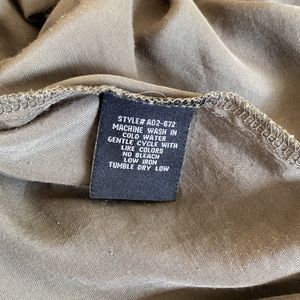 STYLE# A02-672
MACHINE WASH IN
COLD WATER
GENTLE CYCLE WITH
LIKE COLORS
NO BLEACH
LOW IRON
TUMBLE DRY LOW